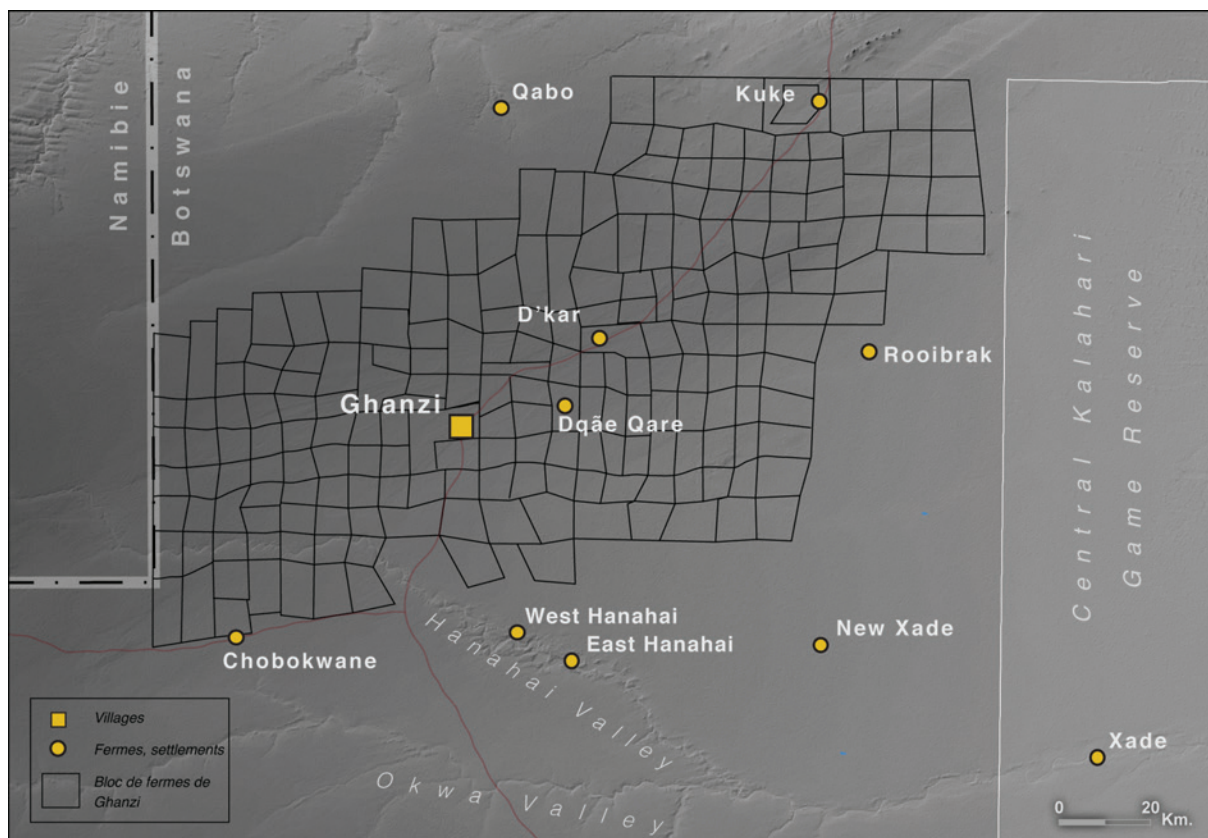 Namibie
Botswana
Qabo
Kuke
D'kar
Rooibrak
Ghanzi
Dqãe Qare
Central Kalahari
Game Reserve
West Hanahai
East Hanahai
New Xade
Chobokwane
Hanahai Valley
Xade
Okwa Valley
Villages
Fermes, settlements
Bloc de fermes de
Ghanzi
0 20
Km.